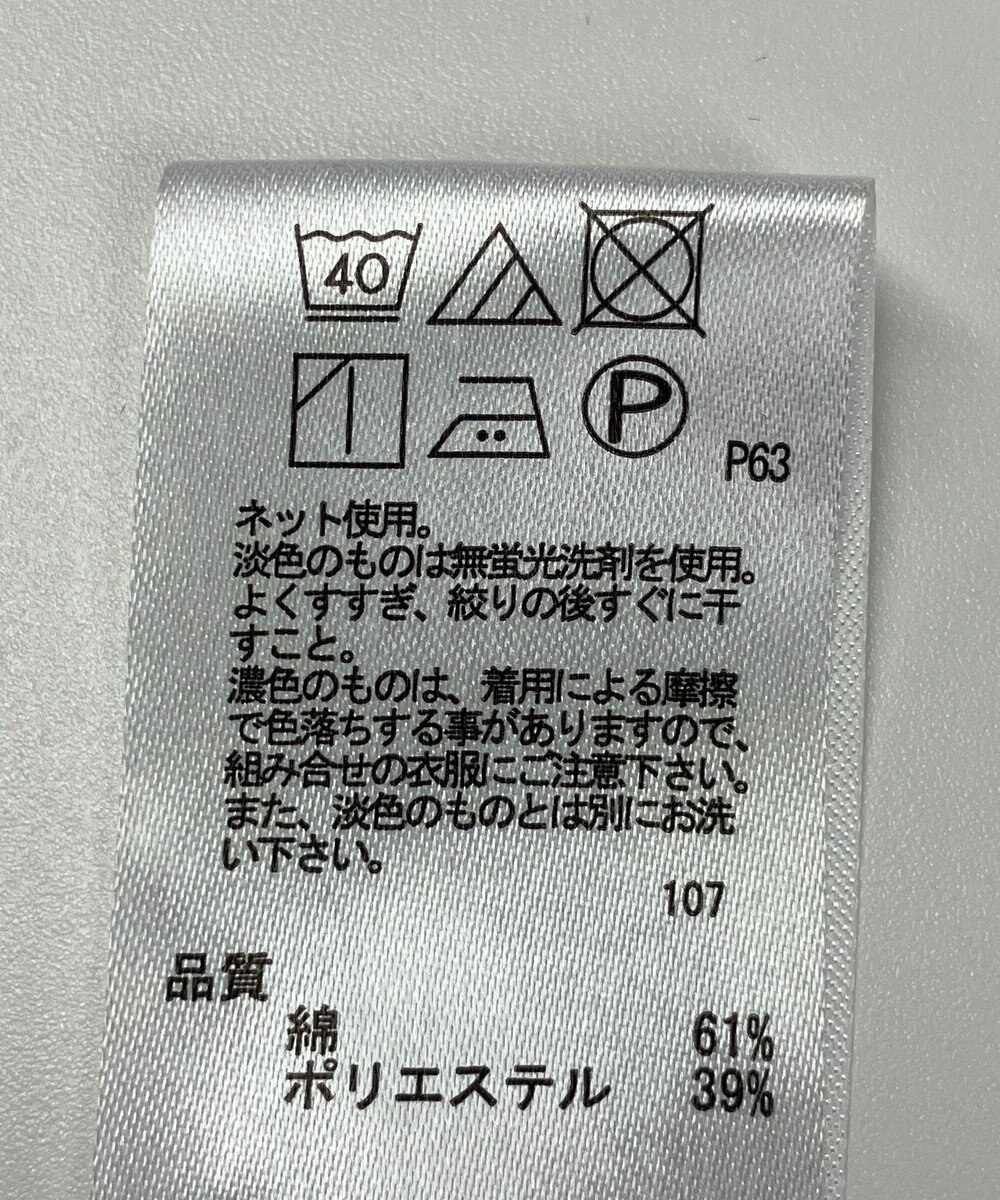 40
P
P63
ネット使用。
淡色のものは無蛍光洗剤を使用。
よくすすぎ、絞りの後すぐに干
すこと。
濃色のものは、着用による摩擦
で色落ちする事がありますので、
組み合せの衣服にご注意下さい。
また、淡色のものとは別にお洗
い下さい。
107
品質
綿 61%
ポリエステル 39%